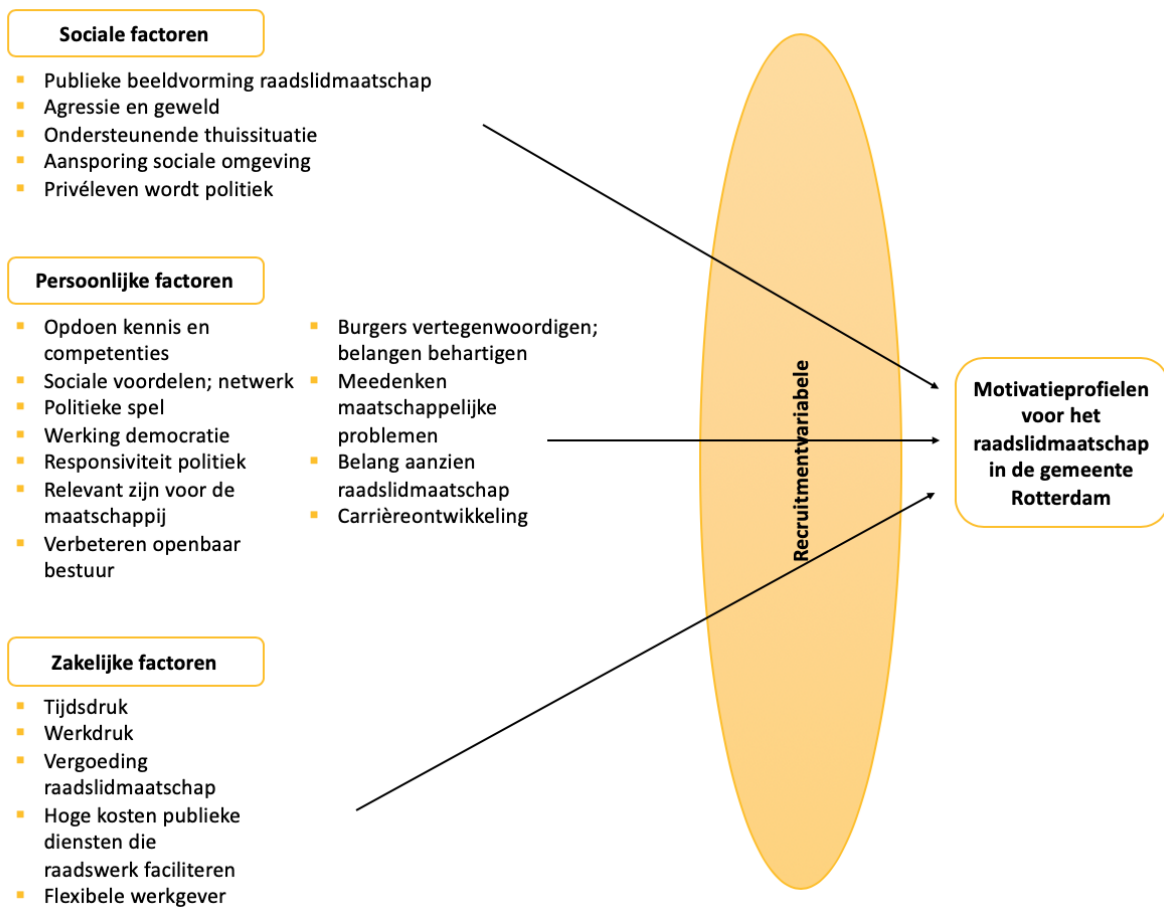 Sociale factoren
Publieke beeldvorming raadslidmaatschap
Agressie en geweld
Ondersteunende thuissituatie
Aansporing sociale omgeving
Privéleven wordt politiek
Persoonlijke factoren
Opdoen kennis en
competenties
Sociale voordelen; netwerk
Politieke spel
Werking democratie
Responsiviteit politiek
Relevant zijn voor de
maatschappij
Verbeteren openbaar
bestuur
Burgers vertegenwoordigen;
belangen behartigen
Meedenken
maatschappelijke
problemen
Belang aanzien
raadslidmaatschap
Carrièreontwikkeling
Zakelijke factoren
Tijdsdruk
Werkdruk
Vergoeding
raadslidmaatschap
Hoge kosten publieke
diensten die
raadswerk faciliteren
Flexibele werkgever
Recruitmentvariabele
Motivatieprofielen
voor het
raadslidmaatschap
in de gemeente
Rotterdam